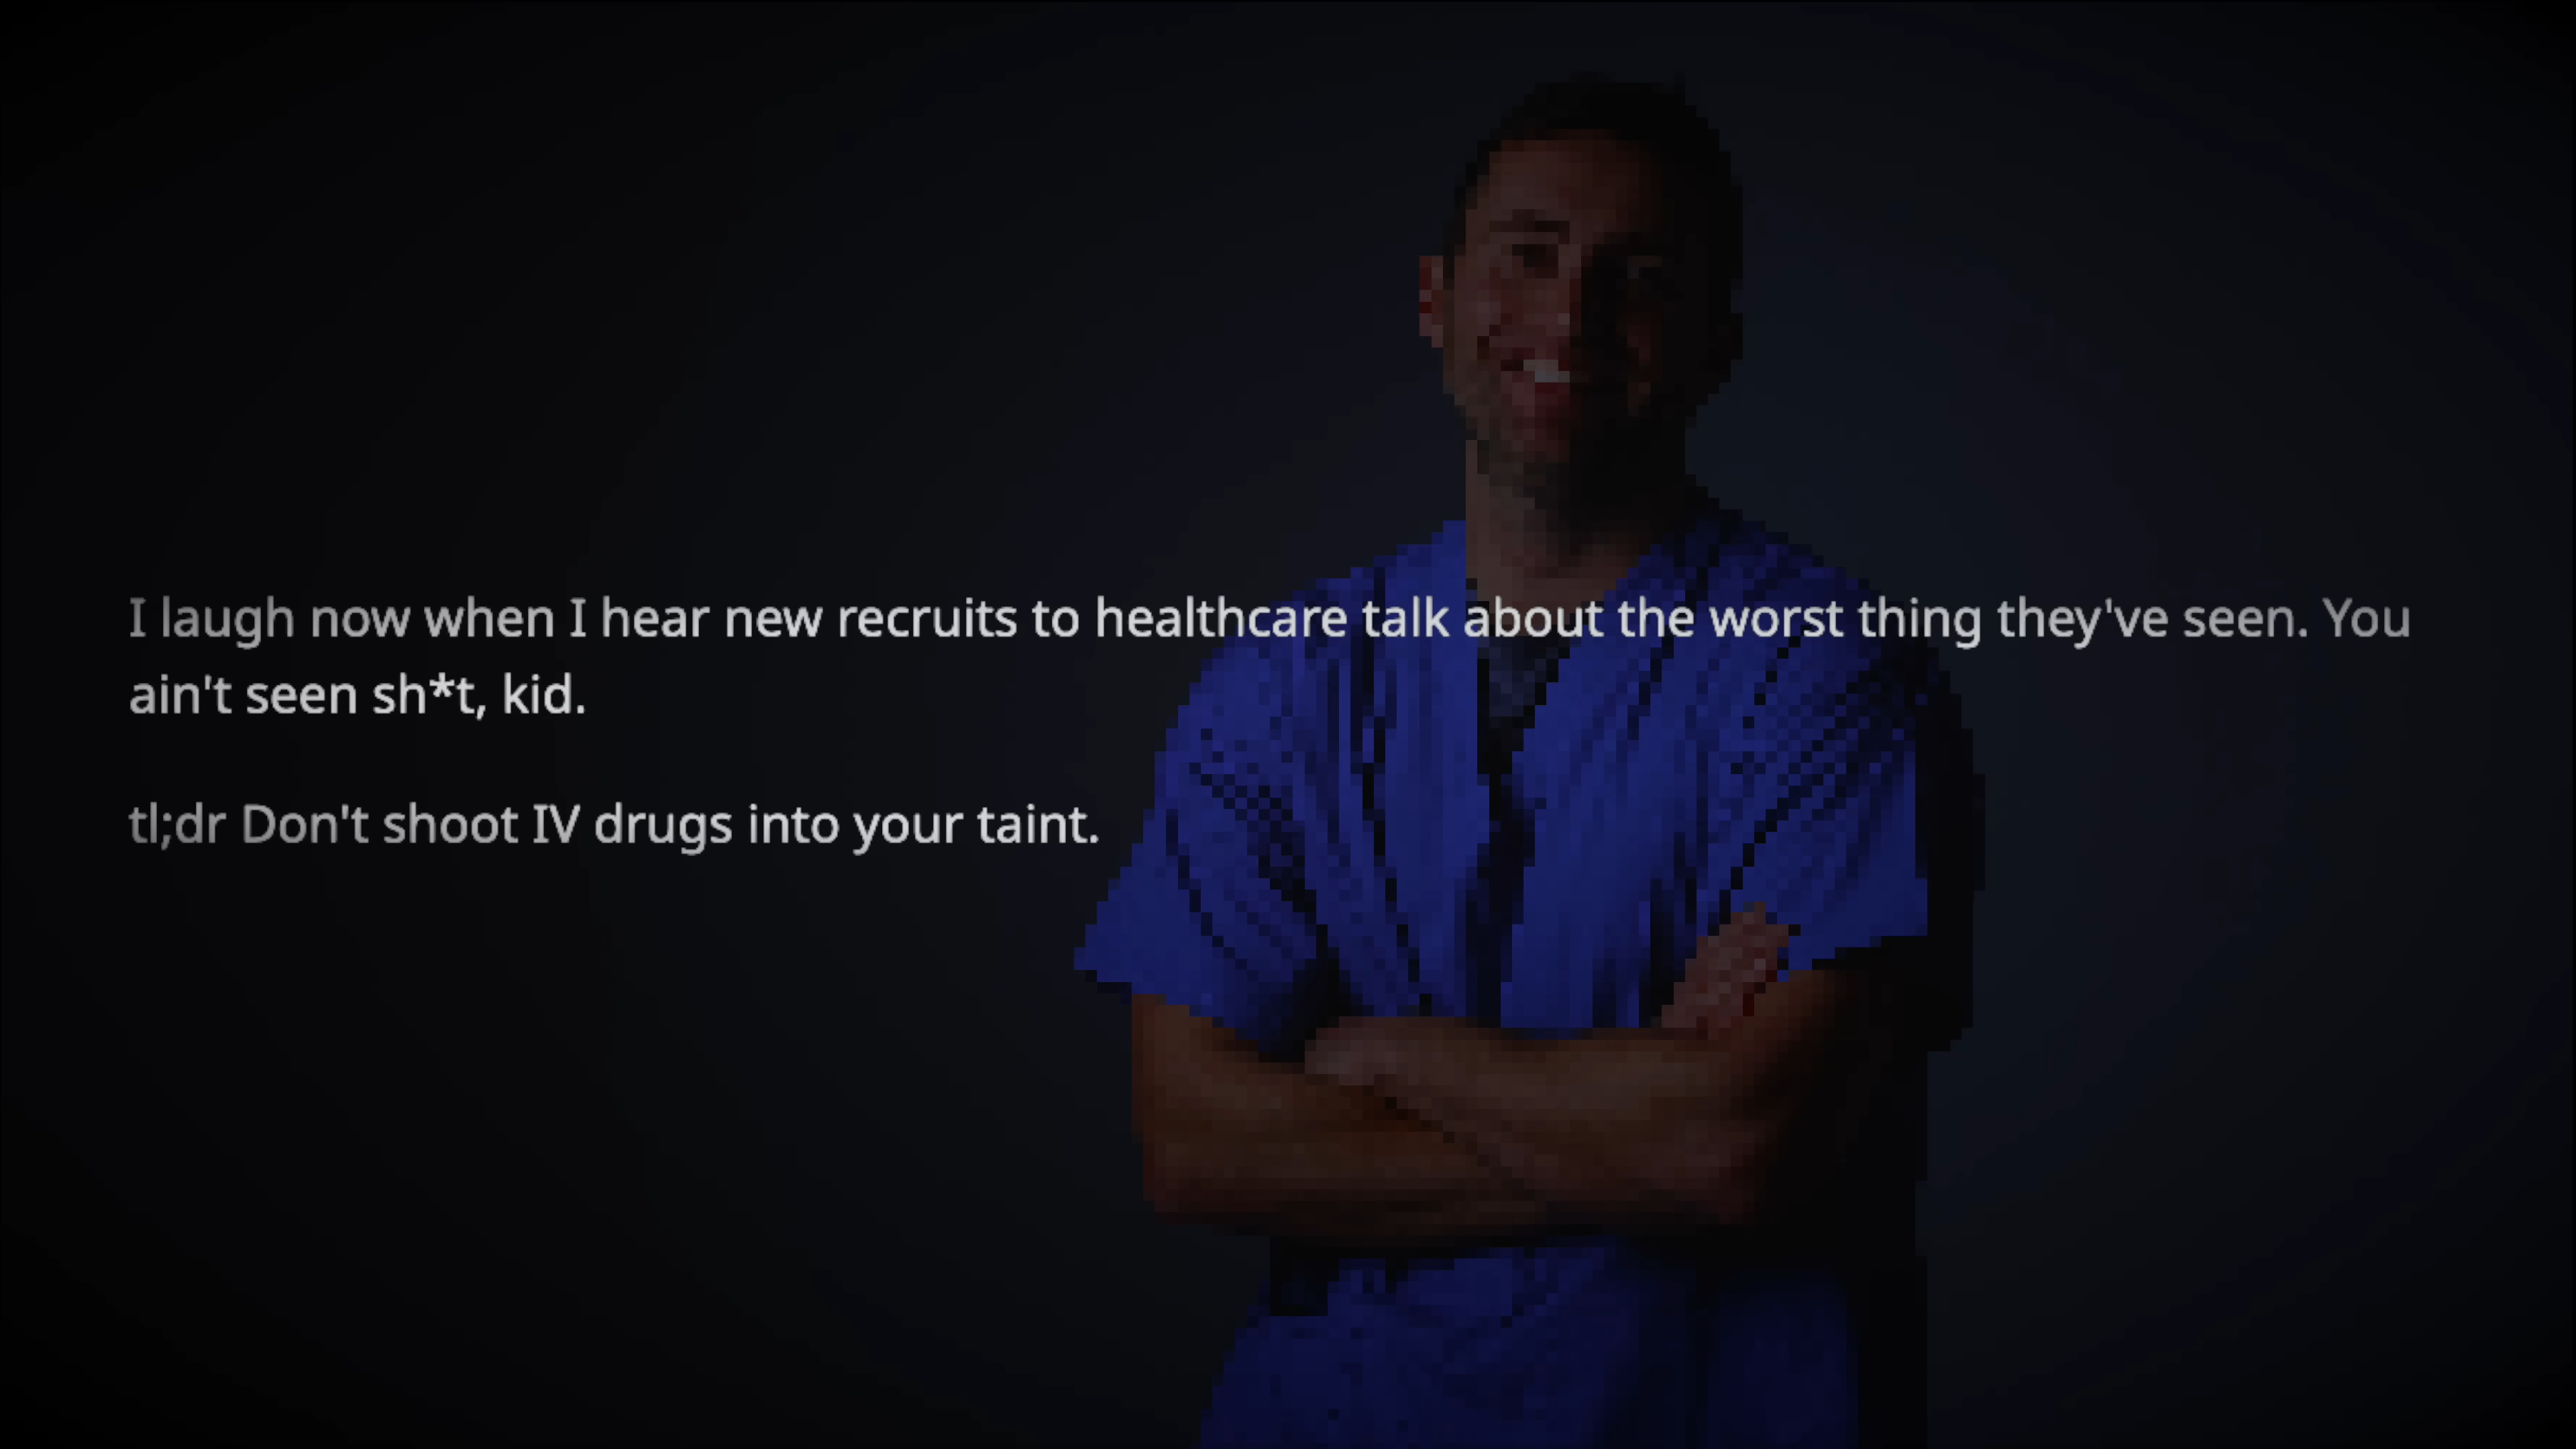 I laugh now when I hear new recruits to healthcare talk about the worst thing they've seen. You
ain't seen sh*t, kid.
tl;dr Don't shoot IV drugs into your taint.